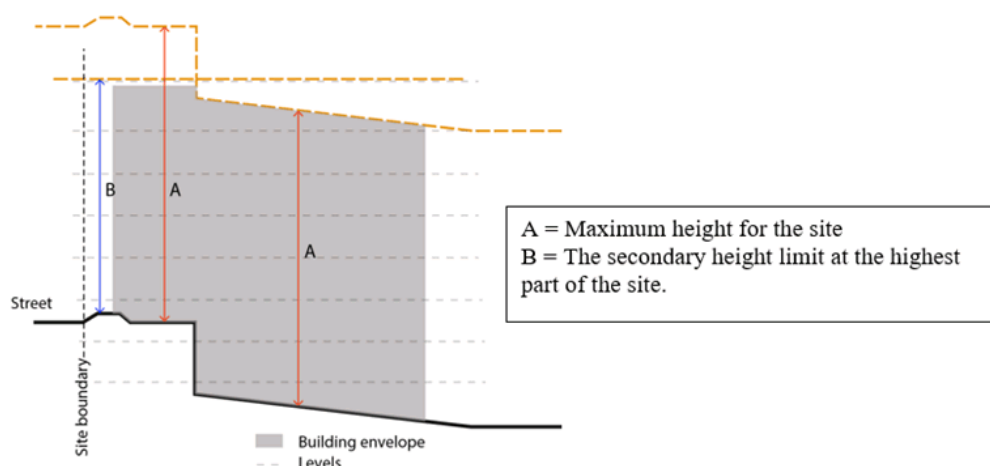 B
A
A
A = Maximum height for the site
B = The secondary height limit at the highest
part of the site.
Street
Site boundary
Building envelope
Levels